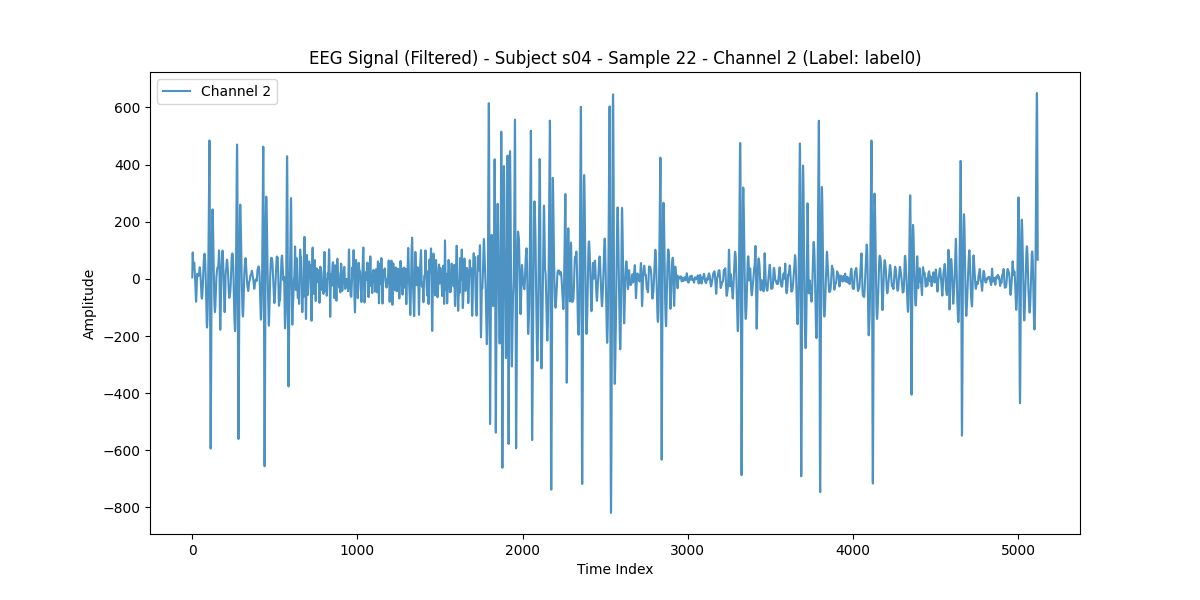 EEG Signal (Filtered) - Subject s04 - Sample 22 - Channel 2 (Label: label0)
Channel 2
600
400
200
0
−200
−400
−600
−800
Amplitude
0 1000 2000 3000 4000 5000
Time Index